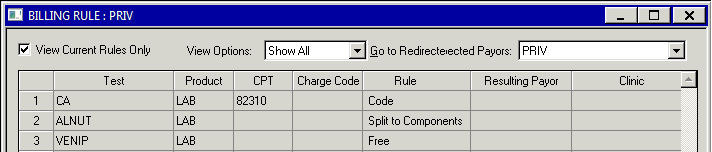 BILLING RULE : PRIV
View Current Rules Only View Options: Show All Go to Redirecteected Payors: PRIV
Test Product CPT Charge Code Rule Resulting Payor Clinic
1 CA LAB 82310 Code
2 ALNUT LAB Split to Components
3 VENIP LAB Free